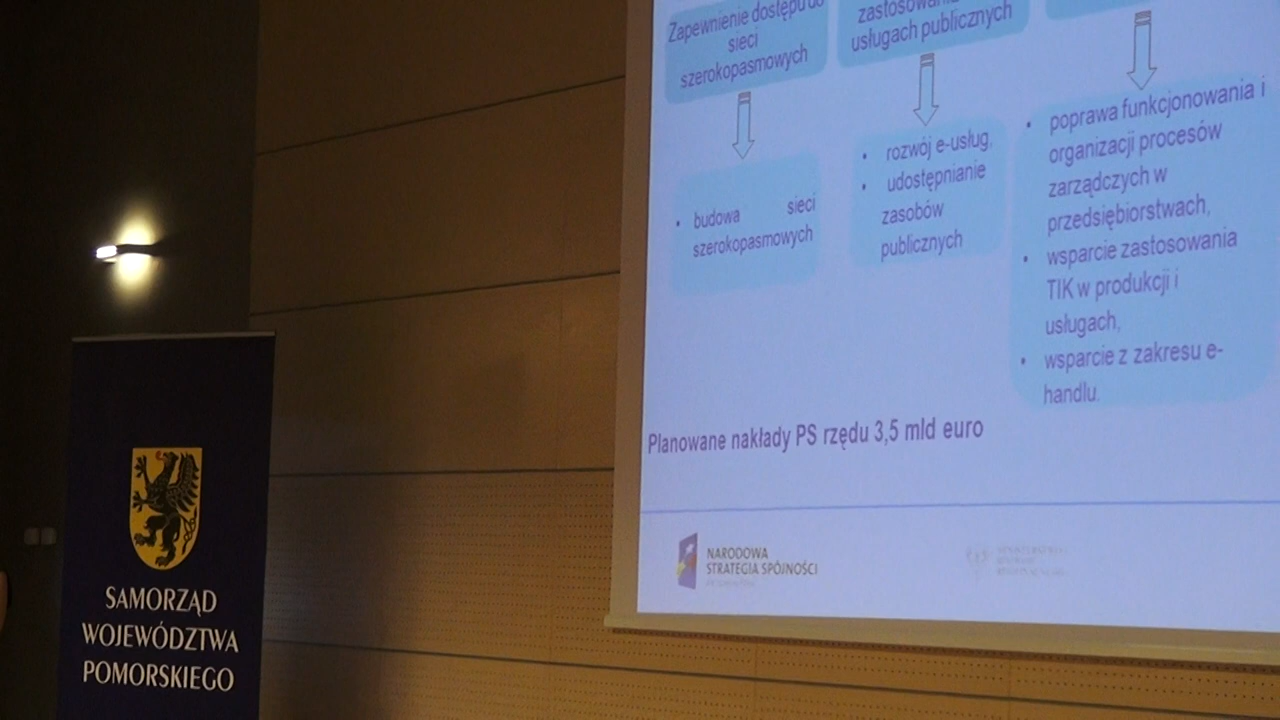 Zapewnienie dostępu do
sieci
szerokopasmowych
zastosowania
usługach publicznych
• budowa sieci
szerokopasmowych
• rozwój e-usług,
• udostępnianie
zasobów
publicznych
• poprawa funkcjonowania i
organizacji procesów
zarządczych w
przedsiębiorstwach,
• wsparcie zastosowania
TIK w produkcji i
usługach,
• wsparcie z zakresu e-
handlu.
Planowane nakłady PS rzędu 3,5 mld euro
NARODOWA
STRATEGIA SPÓJNOŚCI
SAMORZĄD
WOJEWÓDZTWA
POMORSKIEGO